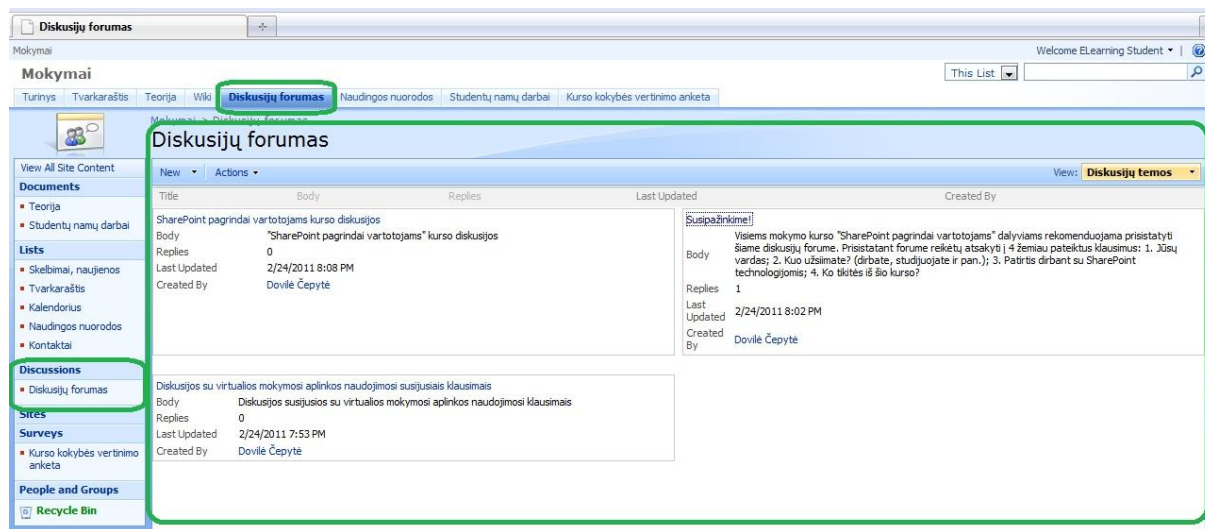 Diskusijų forumas
Mokymai
Welcome ELearning Student
Mokymai
This List
Turinys Tvarkaraštis Teorija Wiki Diskusijų forumas Naudingos nuorodos Studentų namų darbai Kurso kokybės vertinimo anketa
Mokymai > Diskusijų forumas
Diskusijų forumas
View All Site Content
Documents
Teorija
Studentų namų darbai
Lists
Skelbimai, naujienos
Tvarkaraštis
Kalendorius
Naudingos nuorodos
Kontaktai
Discussions
Diskusijų forumas
Sites
Surveys
Kurso kokybės vertinimo
anketa
People and Groups
Recycle Bin
New Actions View: Diskusijų temos
Title Body Replies Last Updated Created By
SharePoint pagrindai vartotojams kurso diskusijos
Body "SharePoint pagrindai vartotojams" kurso diskusijos
Replies 0
Last Updated 2/24/2011 8:08 PM
Created By Dovilė Čepytė
Susipažinkime!
Body
Visiems mokymo kurso "SharePoint pagrindai vartotojams" dalyviams rekomenduojama prisistatyti
šiame diskusijų forume. Prisistatant forume reikėtų atsakyti į 4 žemiau pateiktus klausimus: 1. Jūsų
vardas; 2. Kuo užsiimate? (dirbate, studijuojate ir pan.); 3. Patirtis dirbant su SharePoint
technologijomis; 4. Ko tikitės iš šio kurso?
Replies 1
Last
Updated 2/24/2011 8:02 PM
Created
By Dovilė Čepytė
Diskusijos su virtualios mokymosi aplinkos naudojimosi susijusiais klausimais
Body Diskusijos susijusios su virtualios mokymosi aplinkos naudojimosi klausimais
Replies 0
Last Updated 2/24/2011 7:53 PM
Created By Dovilė Čepytė